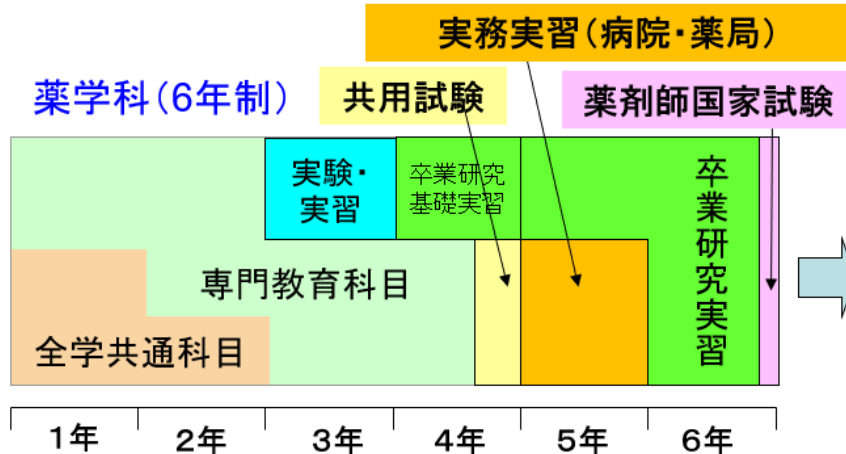 実務実習(病院・薬局)
薬学科(6年制)
共用試験
薬剤師国家試験
実験・
実習
卒業研究
基礎実習
卒業研究実習
専門教育科目
全学共通科目
1年
2年
3年
4年
5年
6年